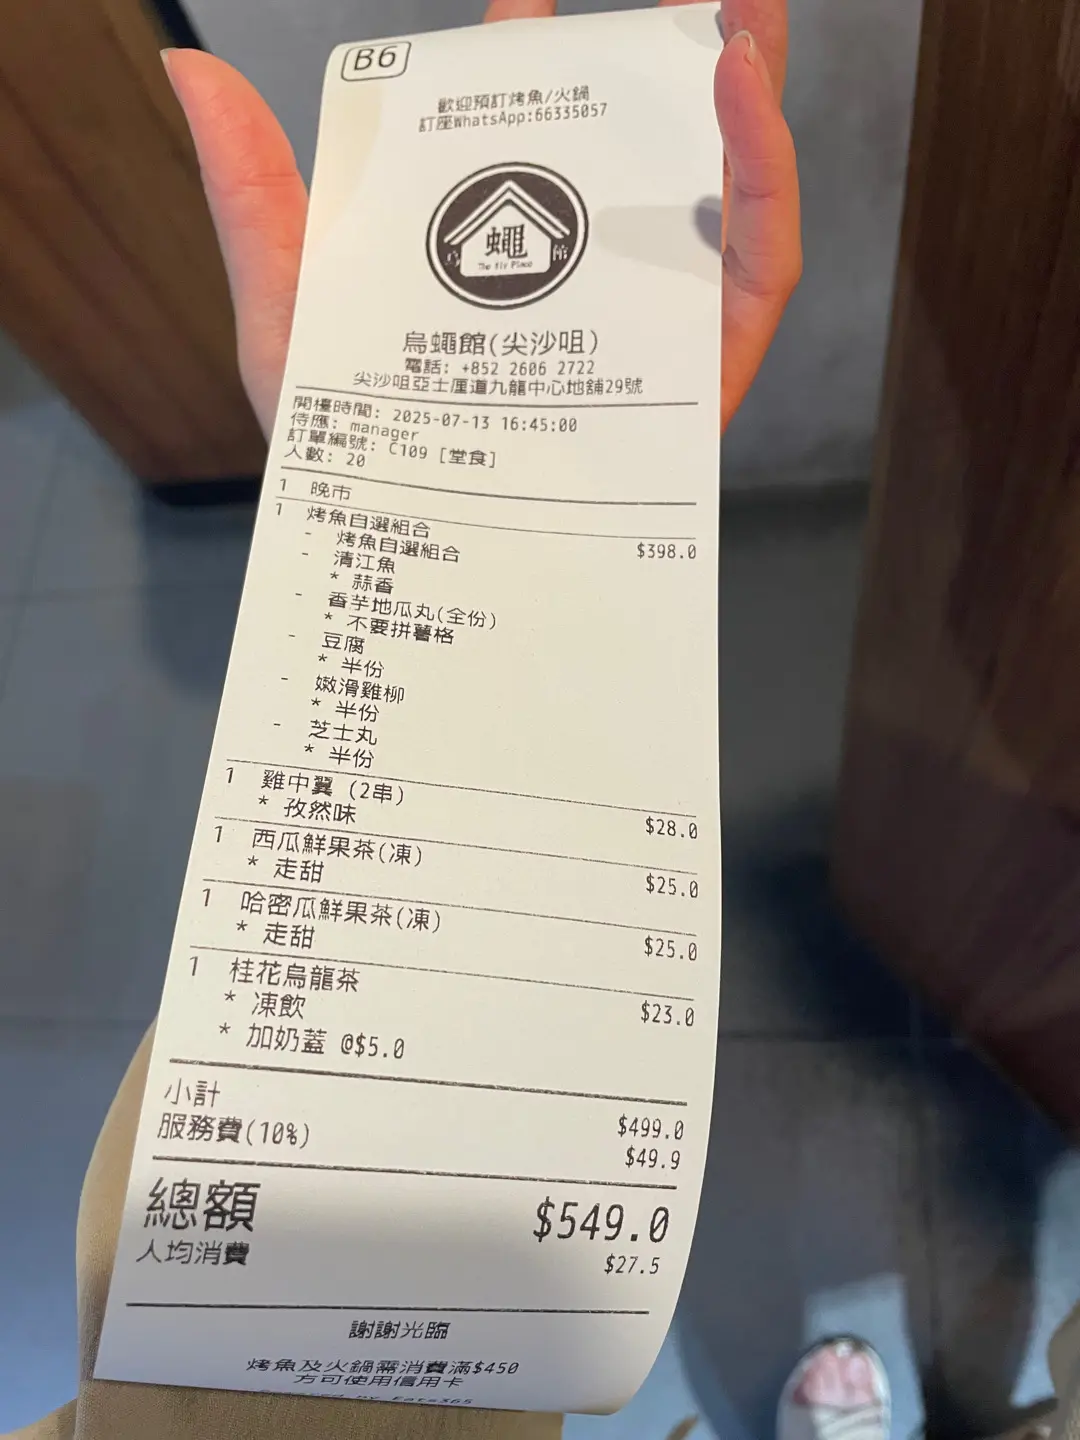 B6
歡迎預訂烤魚/火鍋
訂座WhatsApp:66335057
烏 蠅 館
The Fly Place
烏蠅館(尖沙咀)
電話: +852 2606 2722
尖沙咀亞士厘道九龍中心地舖29號
開檯時間: 2025-07-13 16:45:00
侍應: manager
訂單編號: C109 [堂食]
人數: 20
1 晚市
1 烤魚自選組合 $398.0
- 烤魚自選組合
- 清江魚
* 蒜香
- 香芋地瓜丸(全份)
* 不要拼薯格
- 豆腐
* 半份
- 嫩滑雞柳
* 半份
- 芝士丸
* 半份
1 雞中翼 (2串) $28.0
* 孜然味
1 西瓜鮮果茶(凍) $25.0
* 走甜
1 哈密瓜鮮果茶(凍) $25.0
* 走甜
1 桂花烏龍茶 $23.0
* 凍飲
* 加奶蓋 @$5.0
小計 $499.0
服務費(10%) $49.9
總額 $549.0
人均消費 $27.5
謝謝光臨
烤魚及火鍋需消費滿$450
方可使用信用卡
by Eats365